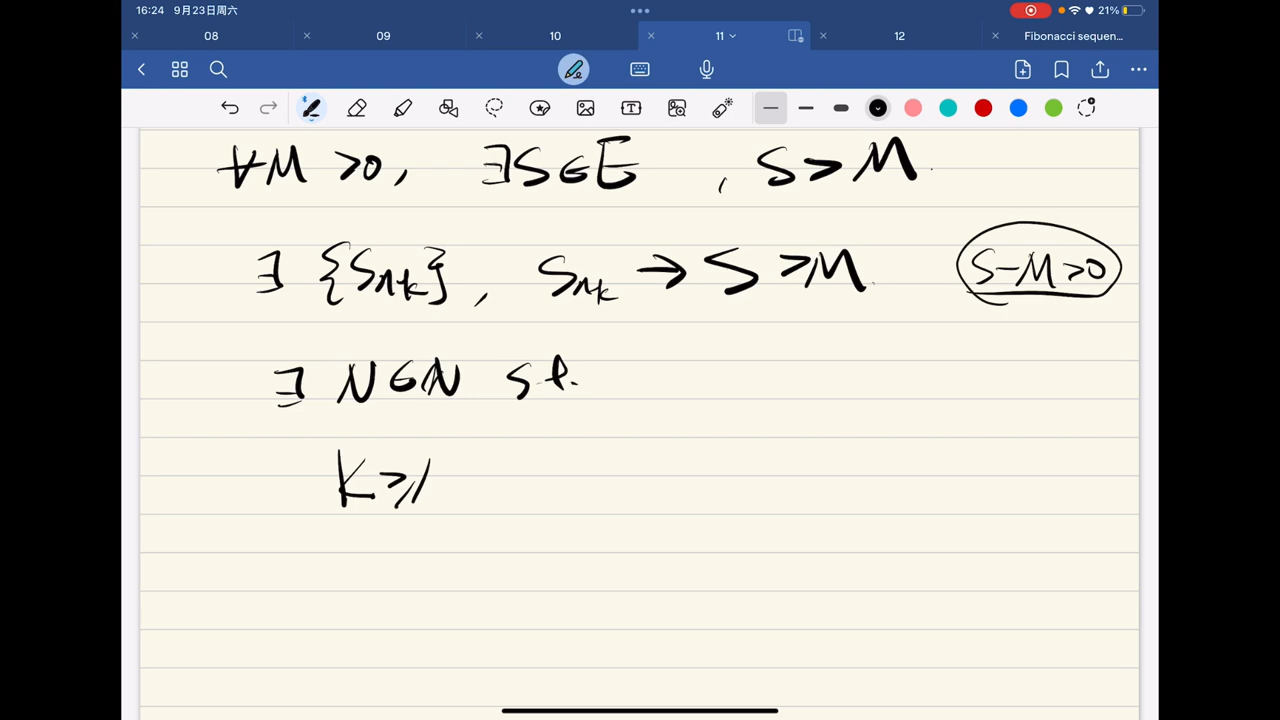 16:24 9月23日周六
21%
08 09 10 11 12 Fibonacci sequen...
∀M >0, ∃S∈E , S>M.
∃ {S_{n_k}}, S_{n_k} → S >M. S-M>0
∃ N∈ℕ s.t.
K≥